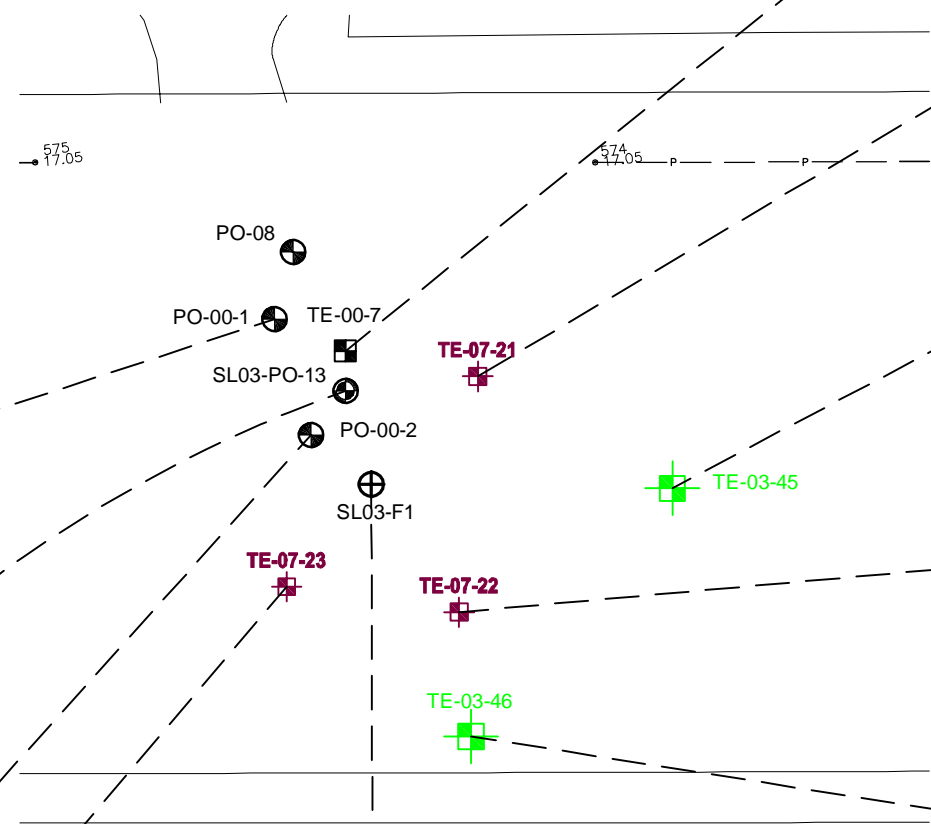 575
17.05
574
17.05
P
P
PO-08
PO-00-1
TE-00-7
TE-07-21
SL03-PO-13
PO-00-2
TE-03-45
SL03-F1
TE-07-23
TE-07-22
TE-03-46